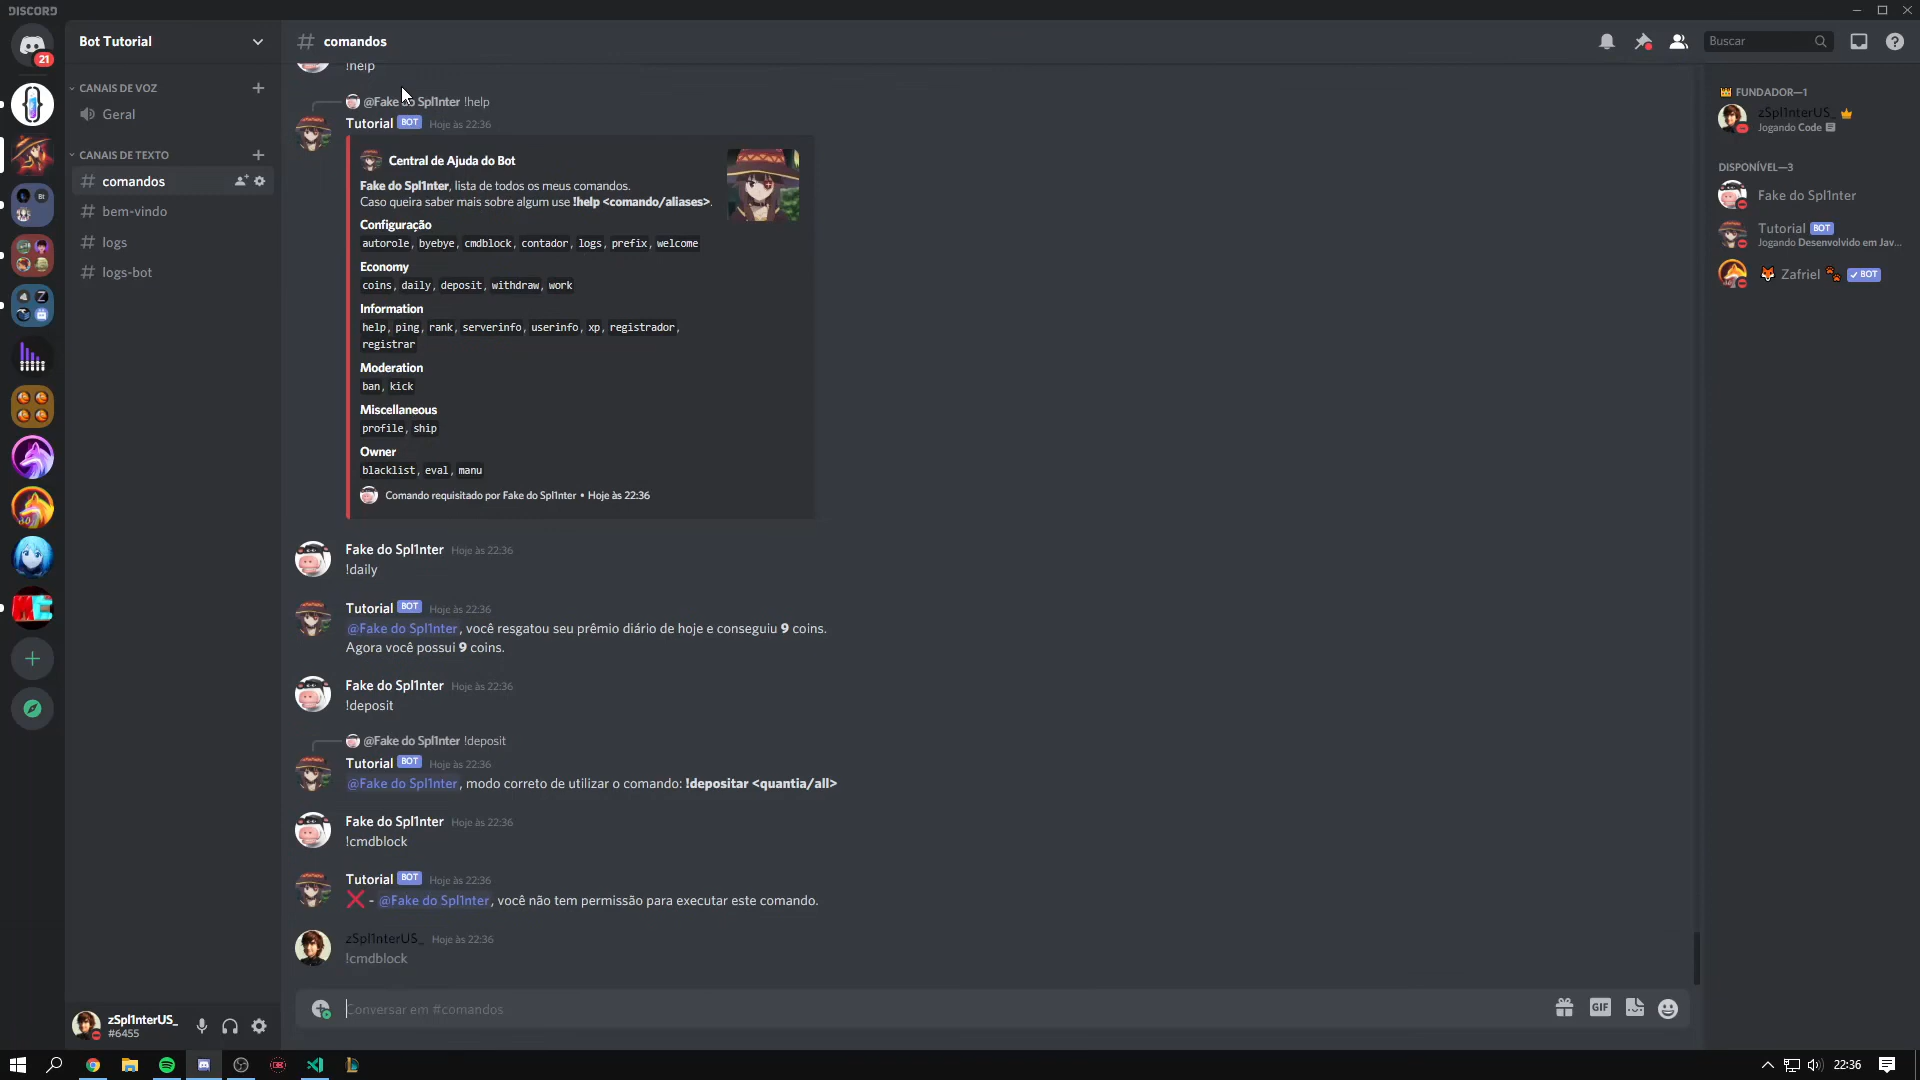 DISCORD
21
Bot Tutorial
CANAIS DE VOZ
Geral
CANAIS DE TEXTO
comandos
bem-vindo
logs
logs-bot
zSpl1nterUS_
#6455
comandos
Buscar
!help
@Fake do Spl1nter !help
Tutorial BOT Hoje às 22:36
Central de Ajuda do Bot
Fake do Spl1nter, lista de todos os meus comandos.
Caso queira saber mais sobre algum use !help <comando/aliases>.
Configuração
autorole, byebye, cmdblock, contador, logs, prefix, welcome
Economy
coins, daily, deposit, withdraw, work
Information
help, ping, rank, serverinfo, userinfo, xp, registrador,
registrar
Moderation
ban, kick
Miscellaneous
profile, ship
Owner
blacklist, eval, manu
Comando requisitado por Fake do Spl1nter • Hoje às 22:36
Fake do Spl1nter Hoje às 22:36
!daily
Tutorial BOT Hoje às 22:36
@Fake do Spl1nter, você resgatou seu prêmio diário de hoje e conseguiu 9 coins.
Agora você possui 9 coins.
Fake do Spl1nter Hoje às 22:36
!deposit
@Fake do Spl1nter !deposit
Tutorial BOT Hoje às 22:36
@Fake do Spl1nter, modo correto de utilizar o comando: !depositar <quantia/all>
Fake do Spl1nter Hoje às 22:36
!cmdblock
Tutorial BOT Hoje às 22:36
❌ - @Fake do Spl1nter, você não tem permissão para executar este comando.
zSpl1nterUS_ Hoje às 22:36
!cmdblock
Conversar em #comandos
GIF
FUNDADOR—1
zSpl1nterUS_
Jogando Code
DISPONÍVEL—3
Fake do Spl1nter
Tutorial BOT
Jogando Desenvolvido em Jav...
Zafriel BOT
22:36